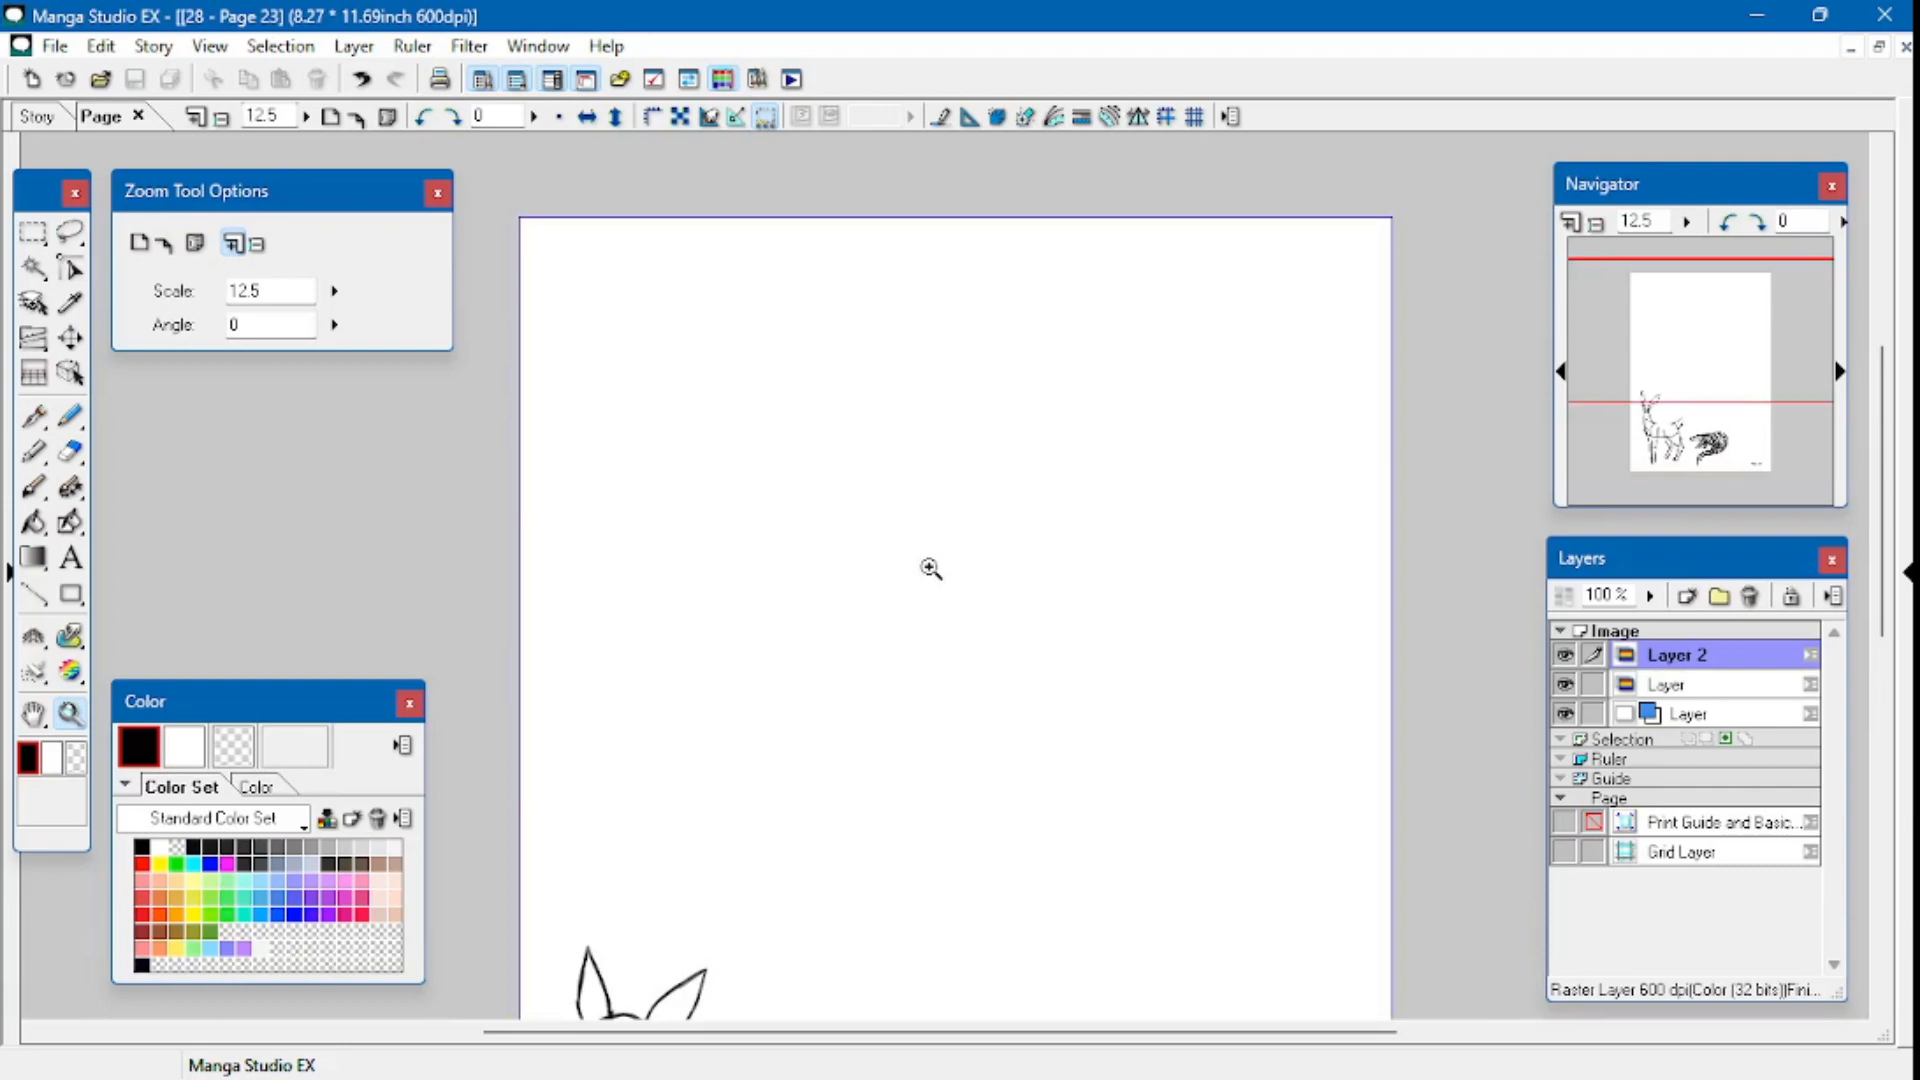 Manga Studio EX - [[28 - Page 23] (8.27 * 11.69inch 600dpi)]
File Edit Story View Selection Layer Ruler Filter Window Help
Story Page 12.5 0
Zoom Tool Options
Scale: 12.5
Angle: 0
Navigator
12.5 0
Layers
100 %
Image
Layer 2
Layer
Layer
Selection
Ruler
Guide
Page
Print Guide and Basic...
Grid Layer
Raster Layer 600 dpi(Color (32 bits)|Fini...
A
Color
Color Set Color
Standard Color Set
Manga Studio EX